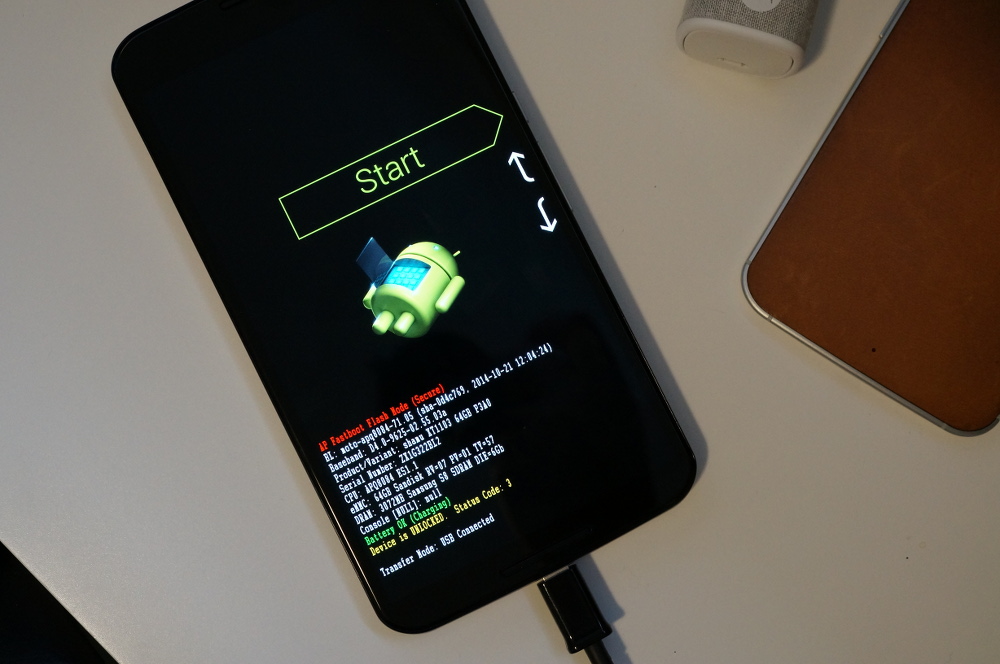 Start
AP Fastboot Flash Mode (Secure)
BL: moto-apq8084-71.05 (sha-0d4c769, 2014-10-21 12:04:24)
Baseband: D4.0-9625-02.55.03a
Product/Variant: shamu XT1103 64GB P3A0
Serial Number: ZX1G322BL2
CPU: APQ8084 ES1.1
eMMC: 64GB Sandisk RV=07 PV=01 TY=57
DRAM: 3072MB Samsung S8 SDRAM DIE=6Gb
Console [NULL]: null
Battery OK (Charging)
Device is UNLOCKED. Status Code: 3
Transfer Mode: USB Connected